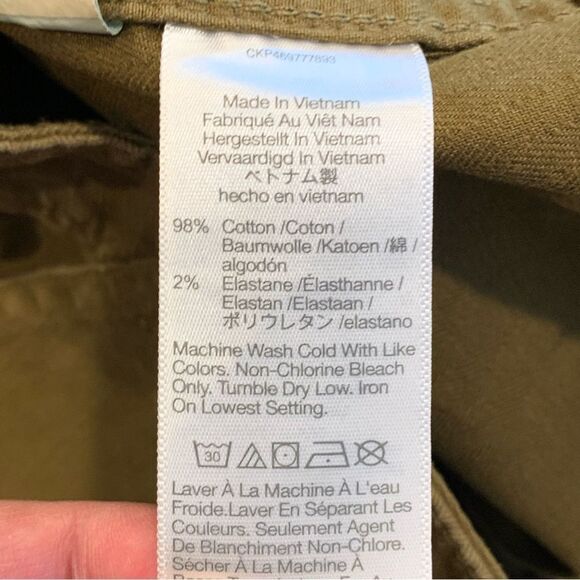 CKP469777893
Made In Vietnam
Fabriqué Au Viêt Nam
Hergestellt In Vietnam
Vervaardigd In Vietnam
ベトナム製
hecho en vietnam
98% Cotton /Coton /
Baumwolle /Katoen /綿 /
algodón
2% Elastane /Élasthanne /
Elastan /Elastaan /
ポリウレタン /elastano
Machine Wash Cold With Like
Colors. Non-Chlorine Bleach
Only. Tumble Dry Low. Iron
On Lowest Setting.
30
Laver À La Machine À L'eau
Froide.Laver En Séparant Les
Couleurs. Seulement Agent
De Blanchiment Non-Chlore.
Sécher À La Machine À